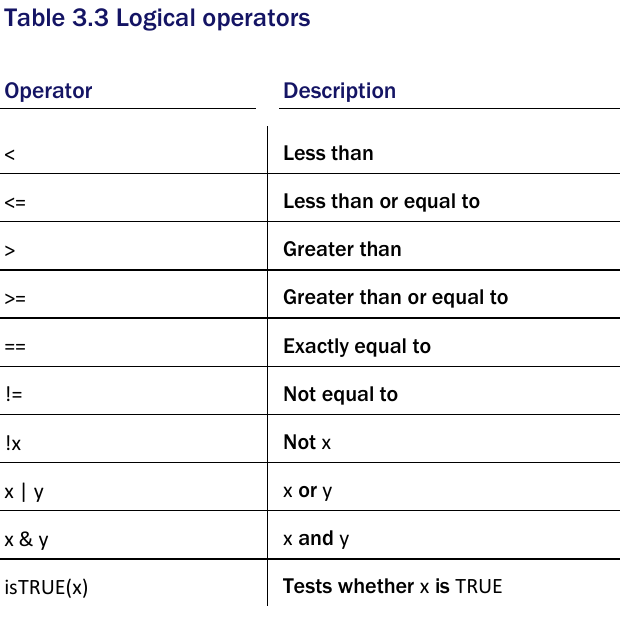 Table 3.3 Logical operators
Operator Description
< Less than
<= Less than or equal to
> Greater than
>= Greater than or equal to
== Exactly equal to
!= Not equal to
!x Not x
x | y x or y
x & y x and y
isTRUE(x) Tests whether x is TRUE